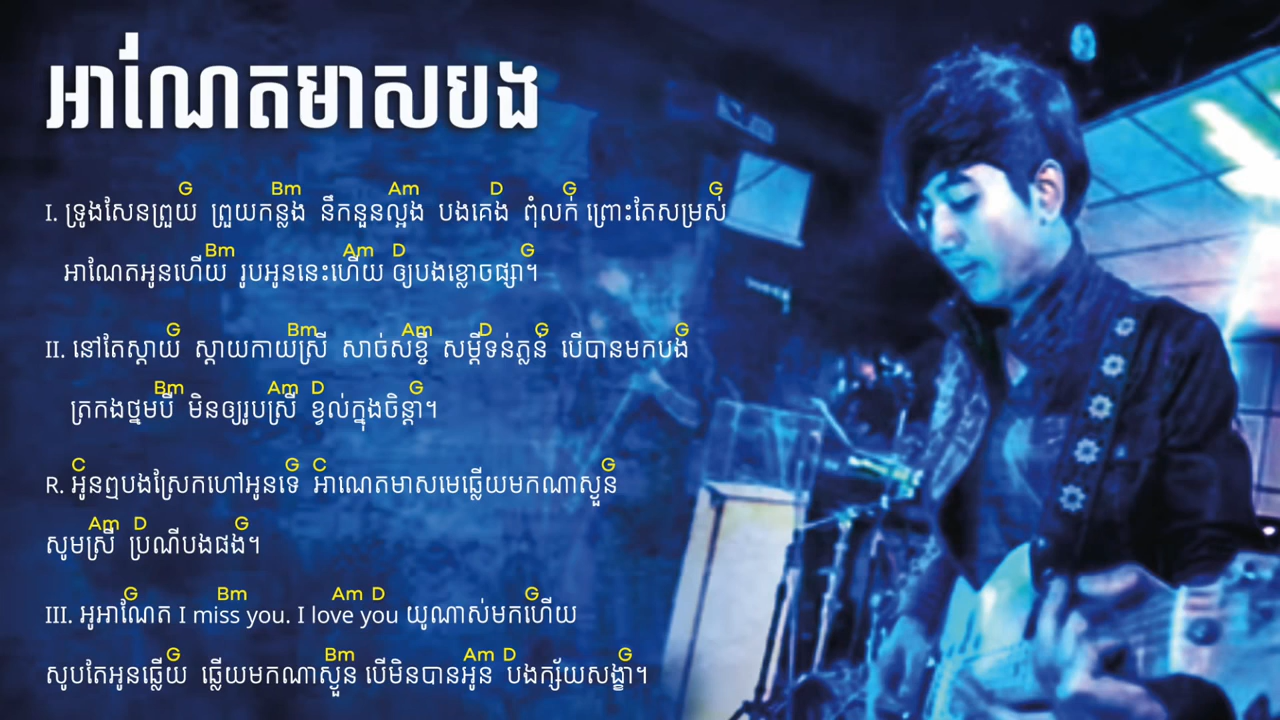 អាណែតមាសបង
G Bm Am D G G
I. ទ្រូងសែនព្រួយ ព្រួយកន្លង នឹកនួនល្អង បងគេង ពុំលក់ ព្រោះតែសម្រស់
Bm Am D G
អាណែតអូនហើយ រូបអូននេះហើយ ឲ្យបងខ្លោចផ្សា។
G Bm Am D G G
II. នៅតែស្ដាយ ស្ដាយកាយស្រី សាច់សខ្ចី សម្ដីទន់ភ្លន់ បើបានមកបង់
Bm Am D G
ត្រកងថ្នមបី មិនឲ្យរូបស្រី ខ្វល់ក្នុងចិន្ដា។
C G C G
R. អូនឮបងស្រែកហៅអូនទេ អាណេតមាសមេឆ្លើយមកណាស្ងួន
Am D G
សូមស្រី ប្រណីបងផង។
G Bm Am D G
III. អូអាណែត I miss you. I love you យូណាស់មកហើយ
G Bm Am D G
សូបតែអូនឆ្លើយ ឆ្លើយមកណាស្ងួន បើមិនបានអូន បងក្ស័យសង្ខា។